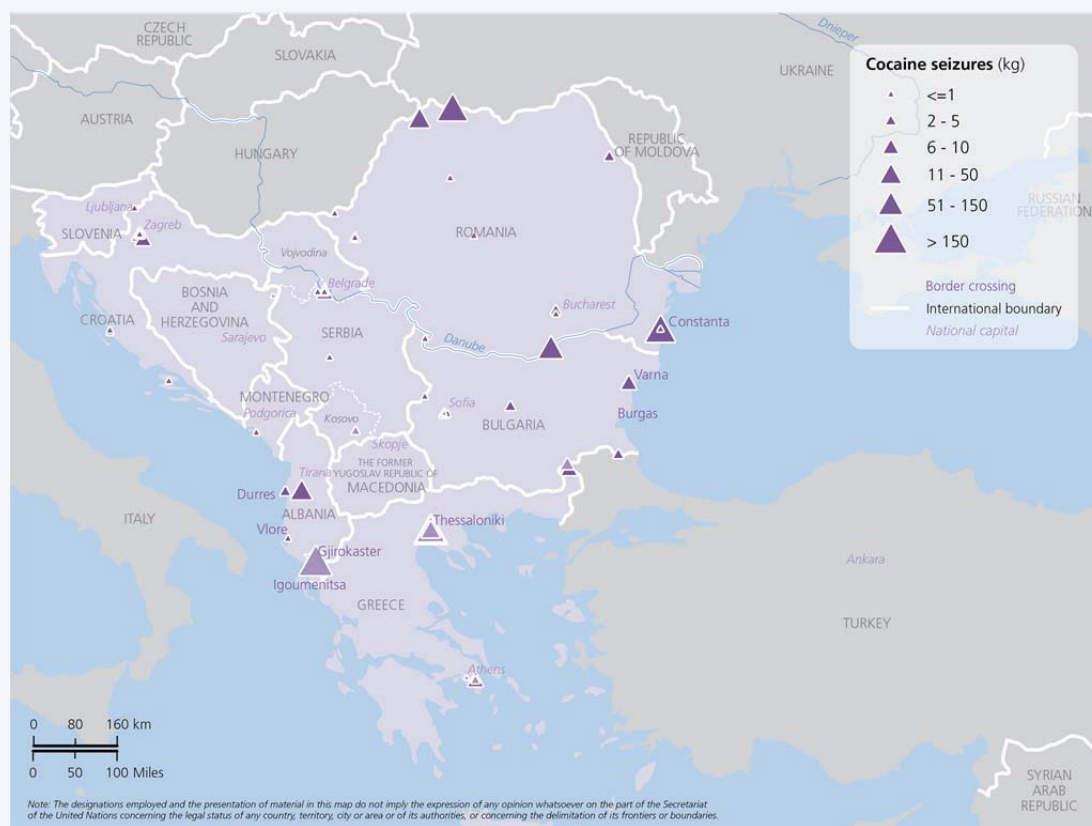 CZECH
REPUBLIC
SLOVAKIA
Dnieper
UKRAINE
AUSTRIA
HUNGARY
REPUBLIC
OF MOLDOVA
RUSSIAN
FEDERATION
Cocaine seizures (kg)
<=1
2 - 5
6 - 10
11 - 50
51 - 150
> 150
Border crossing
International boundary
National capital
Ljubljana
Zagreb
SLOVENIA
Vojvodina
ROMANIA
BOSNIA
AND
HERZEGOVINA
Belgrade
Bucharest
CROATIA
Sarajevo
SERBIA
Constanta
Danube
Varna
MONTENEGRO
Podgorica
Kosovo
Sofia
BULGARIA
Burgas
Skopje
THE FORMER
YUGOSLAV REPUBLIC OF
MACEDONIA
Tirana
Durres
ALBANIA
ITALY
Vlore
Thessaloniki
Gjirokaster
Igoumenitsa
GREECE
Ankara
TURKEY
Athens
0 80 160 km
0 50 100 Miles
SYRIAN
ARAB
REPUBLIC
Note: The designations employed and the presentation of material in this map do not imply the expression of any opinion whatsoever on the part of the Secretariat
of the United Nations concerning the legal status of any country, territory, city or area or of its authorities, or concerning the delimitation of its frontiers or boundaries.